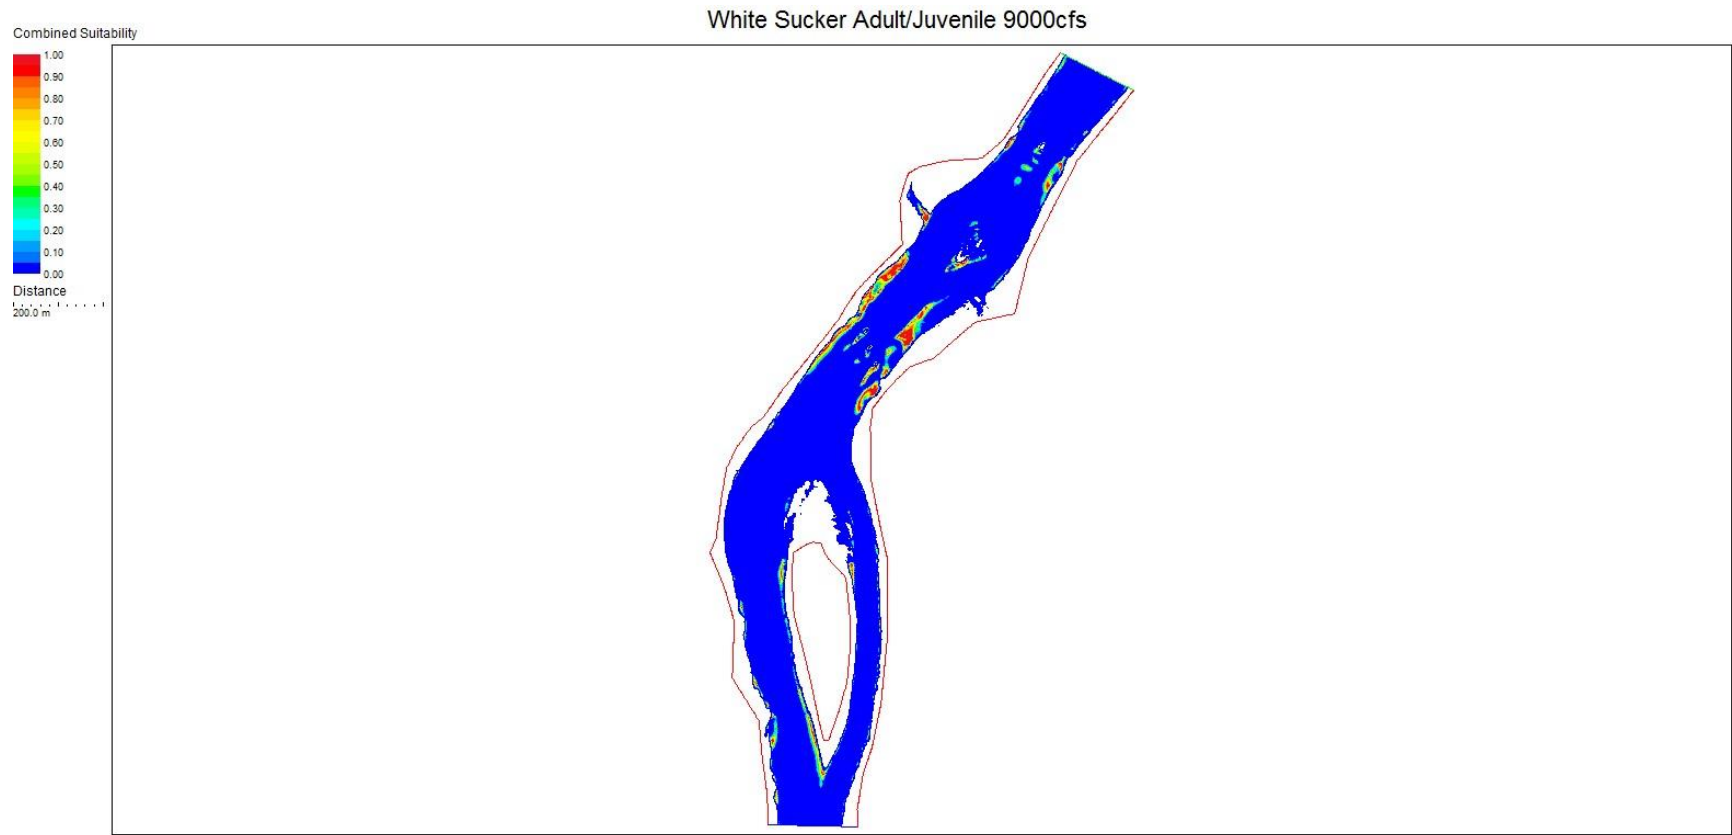 White Sucker Adult/Juvenile 9000cfs
Combined Suitability
1.00
0.90
0.80
0.70
0.60
0.50
0.40
0.30
0.20
0.10
0.00
Distance
200.0 m